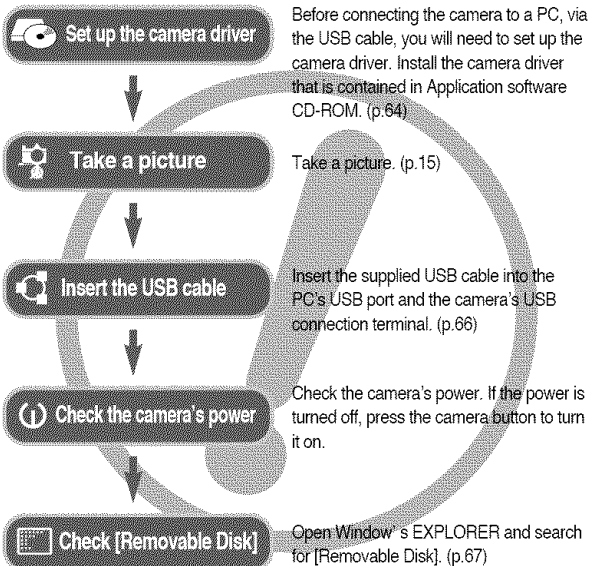 Set up the camera driver
Before connecting the camera to a PC, via
the USB cable, you will need to set up the
camera driver. Install the camera driver
that is contained in Application software
CD-ROM. (p.64)
Take a picture
Take a picture. (p.15)
Insert the USB cable
Insert the supplied USB cable into the
PC's USB port and the camera's USB
connection terminal. (p.66)
Check the camera's power
Check the camera's power. If the power is
turned off, press the camera button to turn
it on.
Check [Removable Disk]
Open Window' s EXPLORER and search
for [Removable Disk]. (p.67)